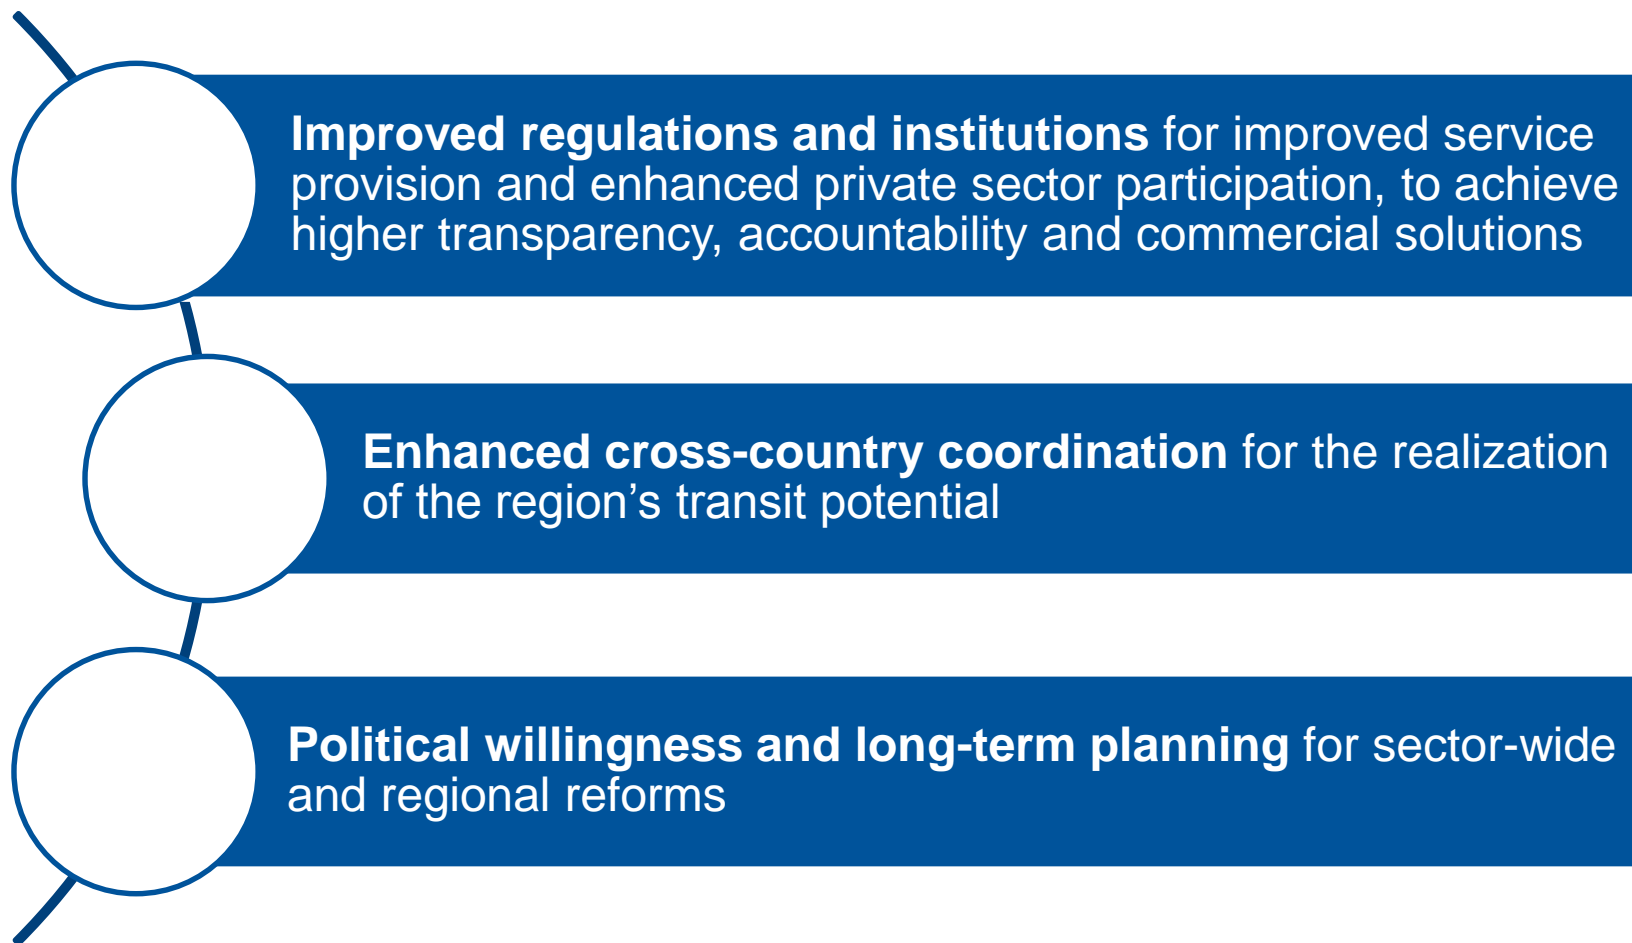 Improved regulations and institutions for improved service
provision and enhanced private sector participation, to achieve
higher transparency, accountability and commercial solutions
Enhanced cross-country coordination for the realization
of the region’s transit potential
Political willingness and long-term planning for sector-wide
and regional reforms